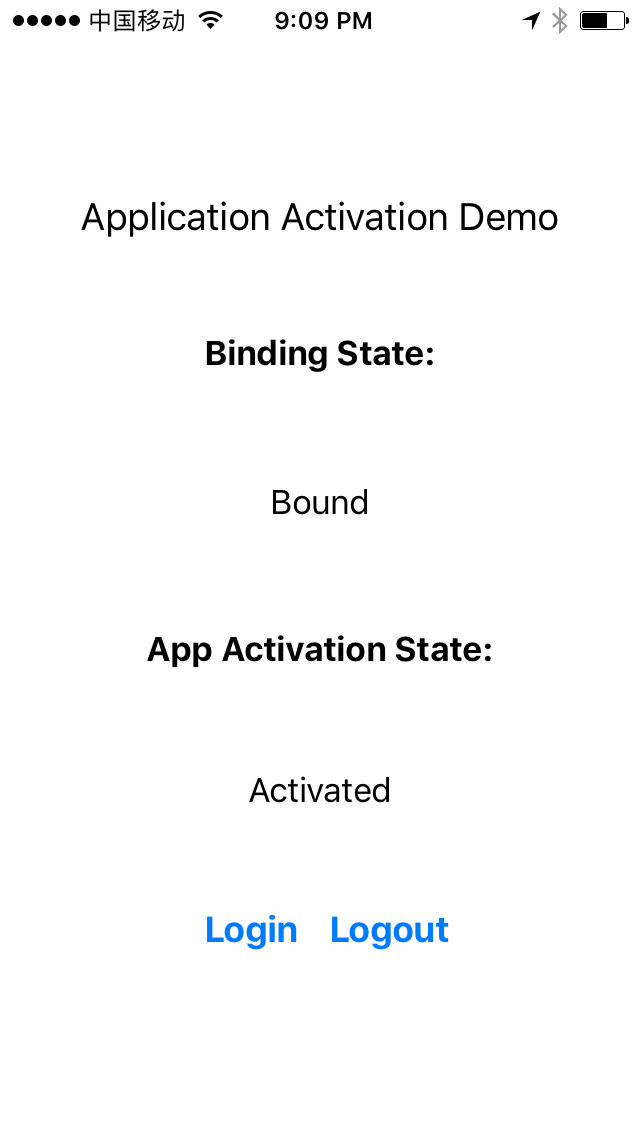 中国移动 9:09 PM
Application Activation Demo
Binding State:
Bound
App Activation State:
Activated
Login Logout